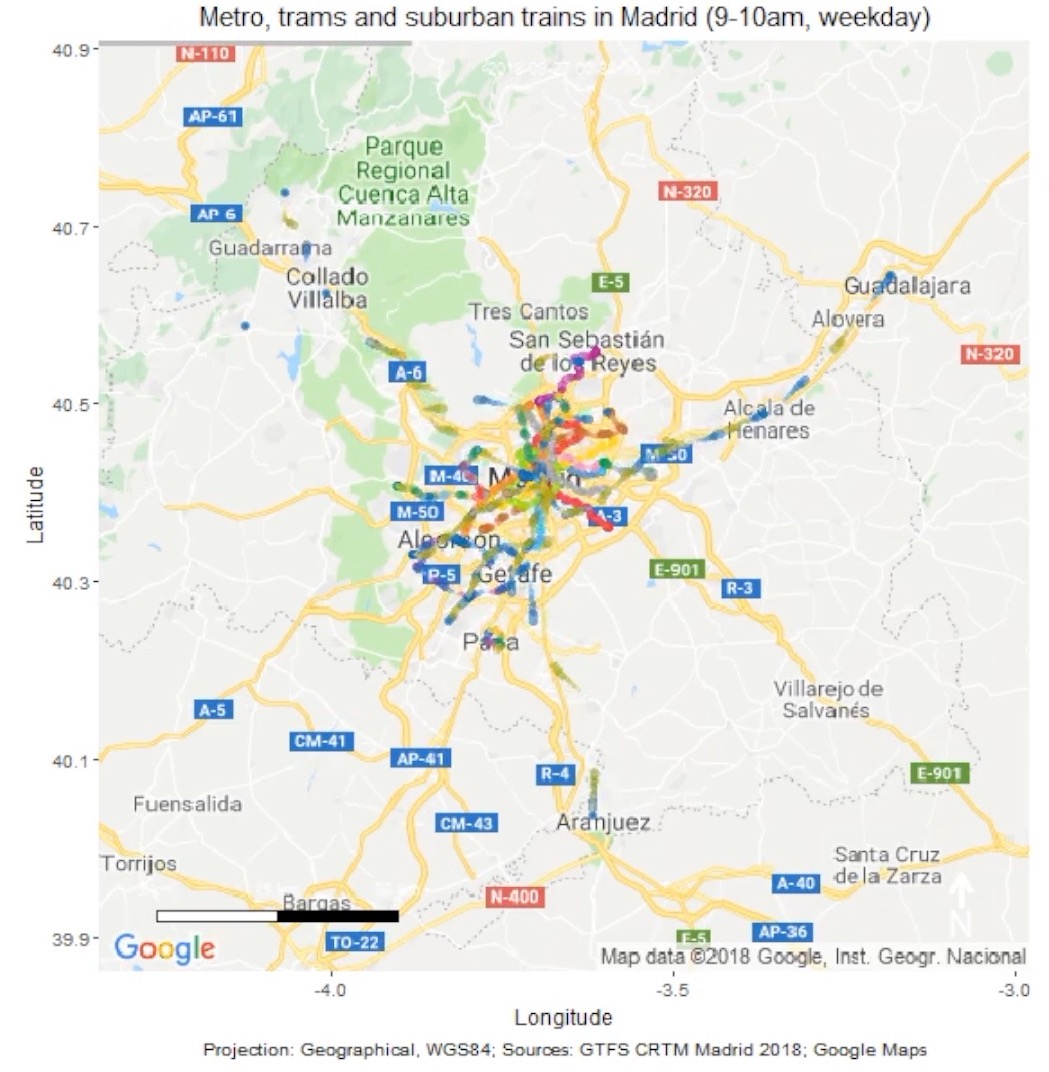 Metro, trams and suburban trains in Madrid (9-10am, weekday)
40.9
N-110
AP-61
Parque
Regional
Cuenca Alta
Manzanares
N-320
AP 6
40.7
Guadarrama
Collado
Villalba
E-5
Guadalajara
Tres Cantos
Alovera
San Sebastián
de los Reyes
N-320
A-6
40.5
Alcala de
Henares
M-50
M-40
M-50
A-3
Latitude
Alcorcón
R-5
Getafe
40.3
E-901
R-3
Parla
Villarejo de
Salvanés
A-5
CM-41
AP-41
40.1
R-4
E-901
Fuensalida
CM-43
Aranjuez
Torrijos
Santa Cruz
de la Zarza
A-40
N-400
Bargas
N
39.9
TO-22
E-5
AP-36
Google
Map data ©2018 Google, Inst. Geogr. Nacional
-4.0
-3.5
-3.0
Longitude
Projection: Geographical, WGS84; Sources: GTFS CRTM Madrid 2018; Google Maps